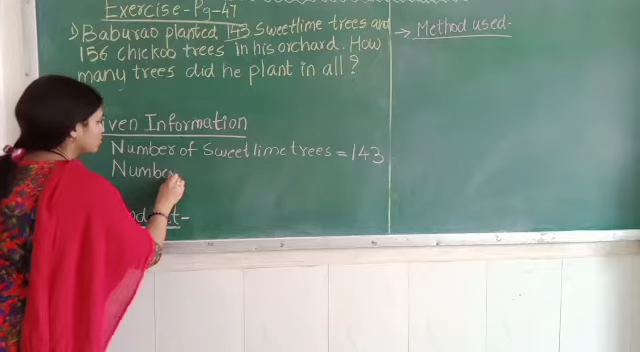 Exercise-Pg-47
1) Baburao planted 143 Sweetlime trees and
156 chickoo trees in his orchard. How
many trees did he plant in all?
→ Method used-
ven Information
Number of Sweetlime trees = 143
Number